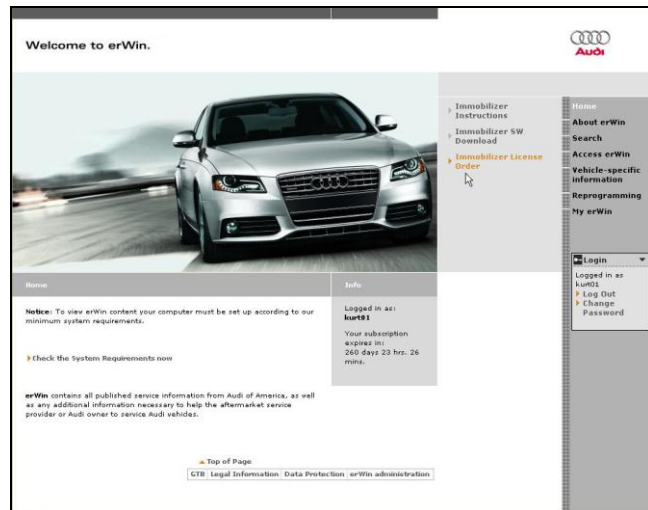 Welcome to erWin.
Audi
Immobilizer
Instructions
Immobilizer SW
Download
Immobilizer License
Order
Home
About erWin
Search
Access erWin
Vehicle-specific
information
Reprogramming
My erWin
Login
Logged in as
kurt01
Log Out
Change
Password
Home
Notice: To view erWin content your computer must be set up according to our
minimum system requirements.
Check the System Requirements now
erWin contains all published service information from Audi of America, as well
as any additional information necessary to help the aftermarket service
provider or Audi owner to service Audi vehicles.
Info
Logged in as:
kurt01
Your subscription
expires in:
260 days 23 hrs. 26
mins.
Top of Page
GTB Legal Information Data Protection erWin administration